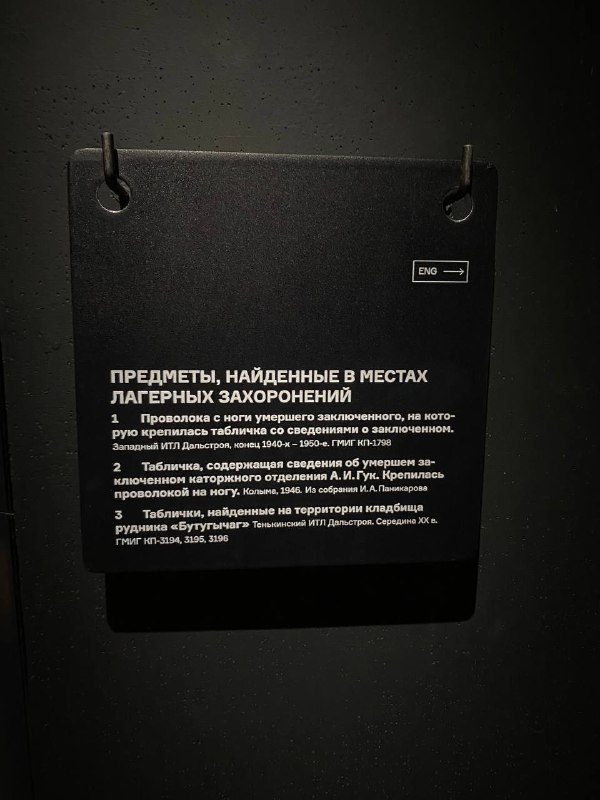 ENG →
ПРЕДМЕТЫ, НАЙДЕННЫЕ В МЕСТАХ
ЛАГЕРНЫХ ЗАХОРОНЕНИЙ
1 Проволока с ноги умершего заключенного, на кото-
рую крепилась табличка со сведениями о заключенном.
Западный ИТЛ Дальстроя, конец 1940-х – 1950-е. ГМИГ КП-1798
2 Табличка, содержащая сведения об умершем за-
ключенном каторжного отделения А. И. Гук. Крепилась
проволокой на ногу. Колыма, 1946. Из собрания И. А. Паникарова
3 Таблички, найденные на территории кладбища
рудника «Бутугычаг» Тенькинский ИТЛ Дальстроя. Середина XX в.
ГМИГ КП-3194, 3195, 3196